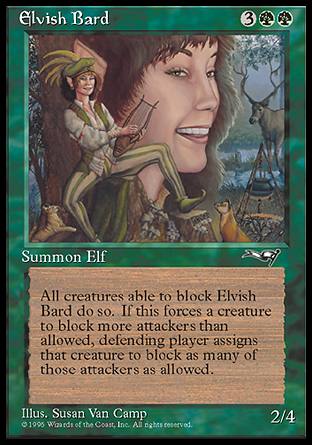 Elvish Bard 3
Summon Elf
All creatures able to block Elvish
Bard do so. If this forces a creature
to block more attackers than
allowed, defending player assigns
that creature to block as many of
those attackers as allowed.
Illus. Susan Van Camp
© 1996 Wizards of the Coast, Inc. All rights reserved.
2/4